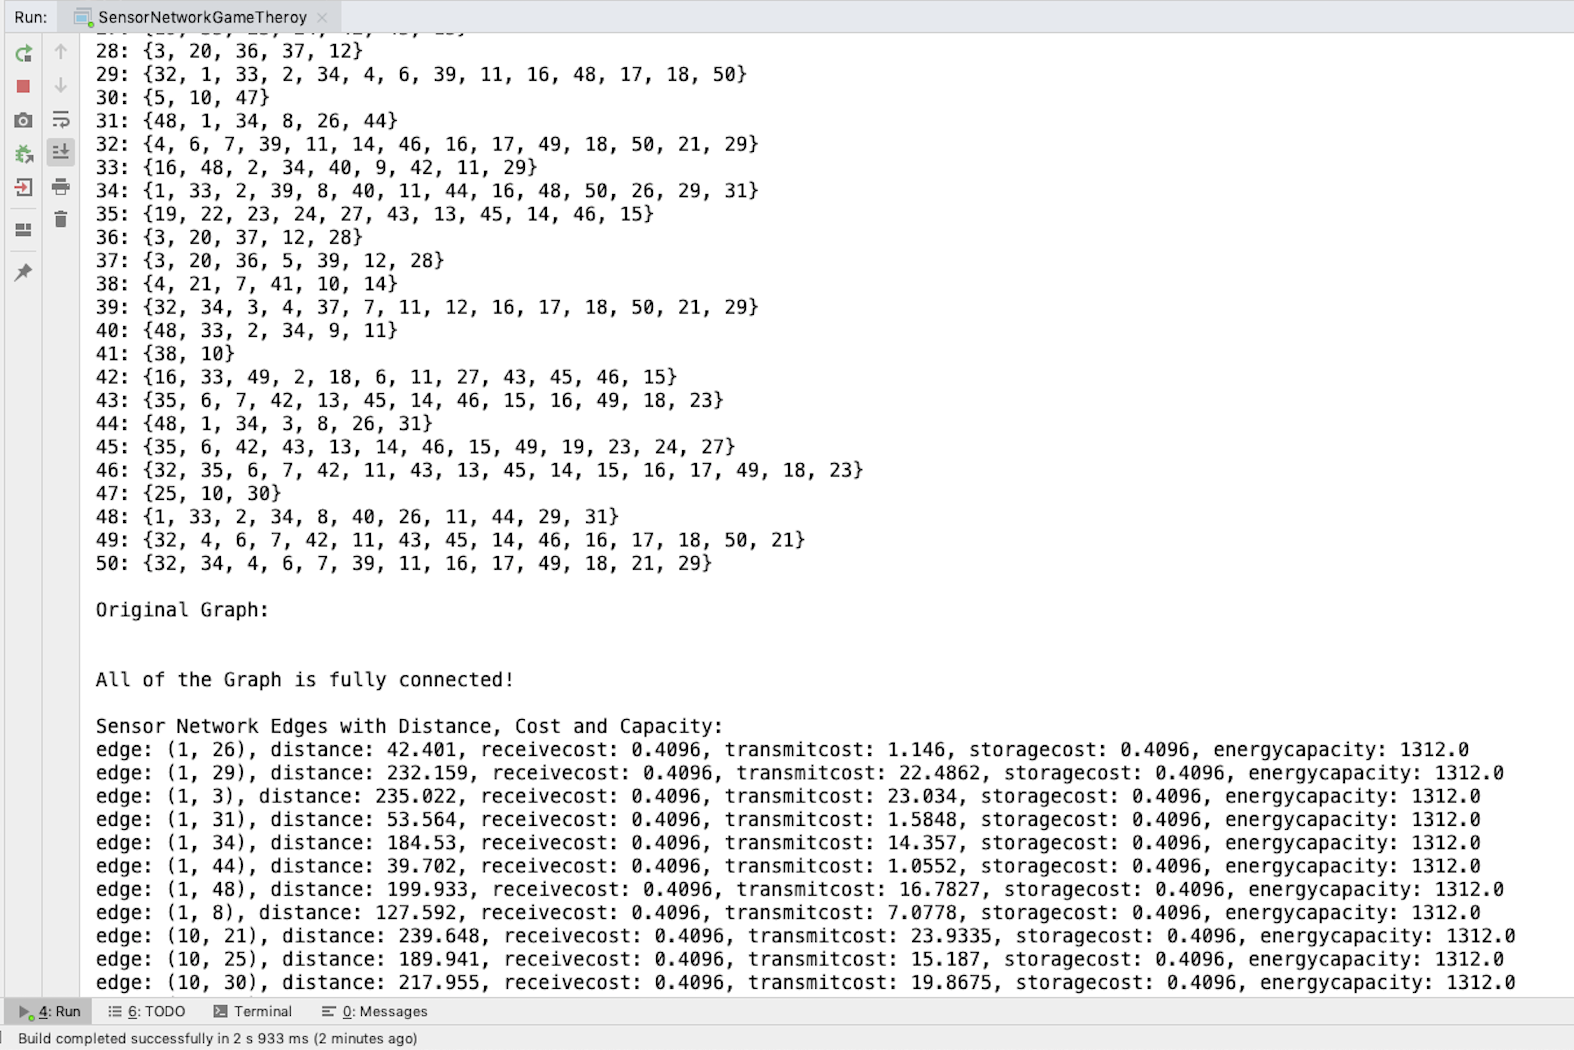 Run: SensorNetworkGameTheroy
28: {3, 20, 36, 37, 12}
29: {32, 1, 33, 2, 34, 4, 6, 39, 11, 16, 48, 17, 18, 50}
30: {5, 10, 47}
31: {48, 1, 34, 8, 26, 44}
32: {4, 6, 7, 39, 11, 14, 46, 16, 17, 49, 18, 50, 21, 29}
33: {16, 48, 2, 34, 40, 9, 42, 11, 29}
34: {1, 33, 2, 39, 8, 40, 11, 44, 16, 48, 50, 26, 29, 31}
35: {19, 22, 23, 24, 27, 43, 13, 45, 14, 46, 15}
36: {3, 20, 37, 12, 28}
37: {3, 20, 36, 5, 39, 12, 28}
38: {4, 21, 7, 41, 10, 14}
39: {32, 34, 3, 4, 37, 7, 11, 12, 16, 17, 18, 50, 21, 29}
40: {48, 33, 2, 34, 9, 11}
41: {38, 10}
42: {16, 33, 49, 2, 18, 6, 11, 27, 43, 45, 46, 15}
43: {35, 6, 7, 42, 13, 45, 14, 46, 15, 16, 49, 18, 23}
44: {48, 1, 34, 3, 8, 26, 31}
45: {35, 6, 42, 43, 13, 14, 46, 15, 49, 19, 23, 24, 27}
46: {32, 35, 6, 7, 42, 11, 43, 13, 45, 14, 15, 16, 17, 49, 18, 23}
47: {25, 10, 30}
48: {1, 33, 2, 34, 8, 40, 26, 11, 44, 29, 31}
49: {32, 4, 6, 7, 42, 11, 43, 45, 14, 46, 16, 17, 18, 50, 21}
50: {32, 34, 4, 6, 7, 39, 11, 16, 17, 49, 18, 21, 29}
Original Graph:
All of the Graph is fully connected!
Sensor Network Edges with Distance, Cost and Capacity:
edge: (1, 26), distance: 42.401, receivecost: 0.4096, transmitcost: 1.146, storagecost: 0.4096, energycapacity: 1312.0
edge: (1, 29), distance: 232.159, receivecost: 0.4096, transmitcost: 22.4862, storagecost: 0.4096, energycapacity: 1312.0
edge: (1, 3), distance: 235.022, receivecost: 0.4096, transmitcost: 23.034, storagecost: 0.4096, energycapacity: 1312.0
edge: (1, 31), distance: 53.564, receivecost: 0.4096, transmitcost: 1.5848, storagecost: 0.4096, energycapacity: 1312.0
edge: (1, 34), distance: 184.53, receivecost: 0.4096, transmitcost: 14.357, storagecost: 0.4096, energycapacity: 1312.0
edge: (1, 44), distance: 39.702, receivecost: 0.4096, transmitcost: 1.0552, storagecost: 0.4096, energycapacity: 1312.0
edge: (1, 48), distance: 199.933, receivecost: 0.4096, transmitcost: 16.7827, storagecost: 0.4096, energycapacity: 1312.0
edge: (1, 8), distance: 127.592, receivecost: 0.4096, transmitcost: 7.0778, storagecost: 0.4096, energycapacity: 1312.0
edge: (10, 21), distance: 239.648, receivecost: 0.4096, transmitcost: 23.9335, storagecost: 0.4096, energycapacity: 1312.0
edge: (10, 25), distance: 189.941, receivecost: 0.4096, transmitcost: 15.187, storagecost: 0.4096, energycapacity: 1312.0
edge: (10, 30), distance: 217.955, receivecost: 0.4096, transmitcost: 19.8675, storagecost: 0.4096, energycapacity: 1312.0
4: Run 6: TODO Terminal 0: Messages
Build completed successfully in 2 s 933 ms (2 minutes ago)